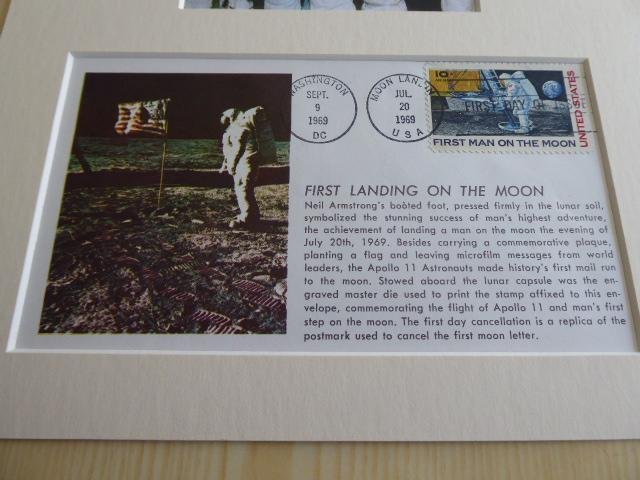 WASHINGTON
SEPT.
9
1969
DC
MOON LANDIN
JUL.
20
1969
USA
10¢
FIRST DAY OF ISSUE
UNITED STATES
FIRST MAN ON THE MOON
FIRST LANDING ON THE MOON
Neil Armstrong's booted foot, pressed firmly in the lunar soil,
symbolized the stunning success of man's highest adventure,
the achievement of landing a man on the moon the evening of
July 20th, 1969. Besides carrying a commemorative plaque,
planting a flag and leaving microfilm messages from world
leaders, the Apollo 11 Astronauts made history's first mail run
to the moon. Stowed aboard the lunar capsule was the en-
graved master die used to print the stamp affixed to this en-
velope, commemorating the flight of Apollo 11 and man's first
step on the moon. The first day cancellation is a replica of the
postmark used to cancel the first moon letter.